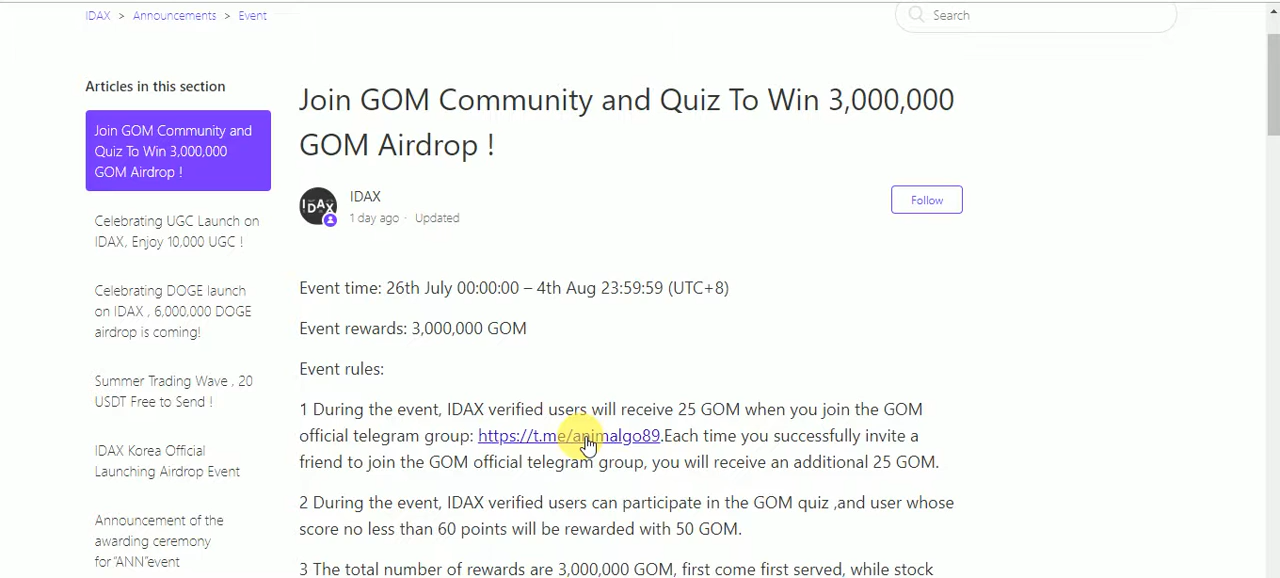 IDAX > Announcements > Event
Search
Articles in this section
Join GOM Community and
Quiz To Win 3,000,000
GOM Airdrop !
Celebrating UGC Launch on
IDAX, Enjoy 10,000 UGC !
Celebrating DOGE launch
on IDAX , 6,000,000 DOGE
airdrop is coming!
Summer Trading Wave , 20
USDT Free to Send !
IDAX Korea Official
Launching Airdrop Event
Announcement of the
awarding ceremony
for "ANN"event
Join GOM Community and Quiz To Win 3,000,000
GOM Airdrop !
IDAX
IDAX
1 day ago · Updated
Follow
Event time: 26th July 00:00:00 – 4th Aug 23:59:59 (UTC+8)
Event rewards: 3,000,000 GOM
Event rules:
1 During the event, IDAX verified users will receive 25 GOM when you join the GOM
official telegram group: https://t.me/animalgo89.Each time you successfully invite a
friend to join the GOM official telegram group, you will receive an additional 25 GOM.
2 During the event, IDAX verified users can participate in the GOM quiz ,and user whose
score no less than 60 points will be rewarded with 50 GOM.
3 The total number of rewards are 3,000,000 GOM, first come first served, while stock